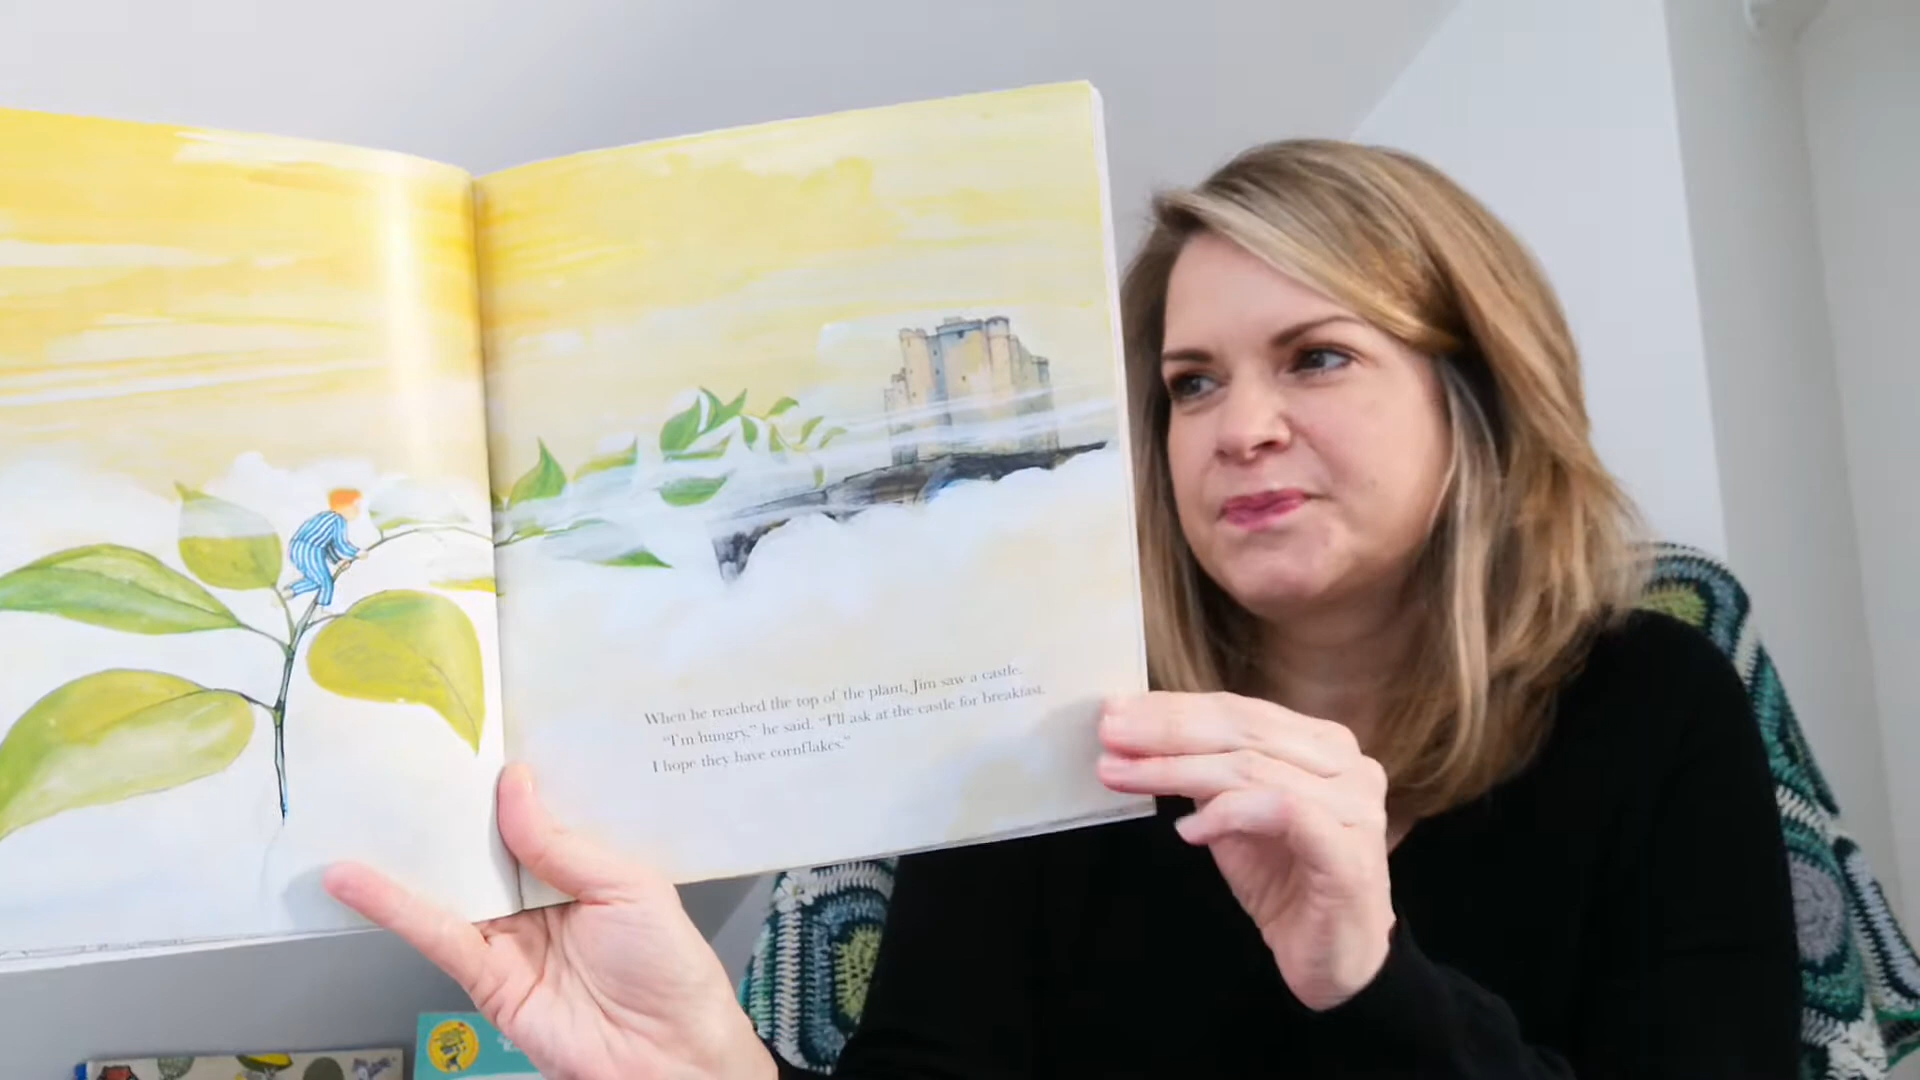 When he reached the top of the plant, Jim saw a castle.
"I'm hungry," he said. "I'll ask at the castle for breakfast.
I hope they have cornflakes."